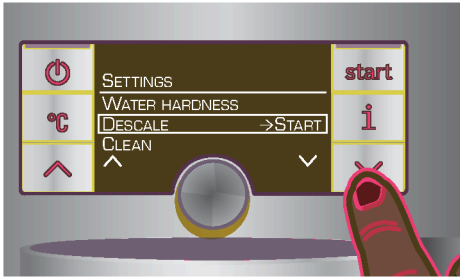 SETTINGS
start
WATER HARDNESS
°C
DESCALE →START
i
CLEAN